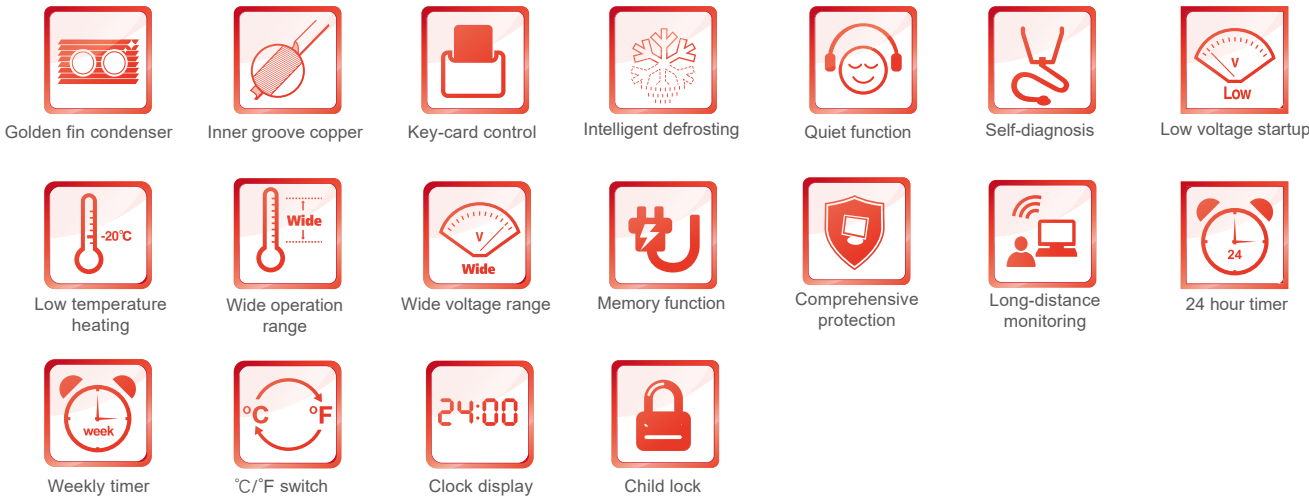 V
Low
Golden fin condenser
Inner groove copper
Key-card control
Intelligent defrosting
Quiet function
Self-diagnosis
Low voltage startup
-20℃
Wide
V
Wide
24
Low temperature
heating
Wide operation
range
Wide voltage range
Memory function
Comprehensive
protection
Long-distance
monitoring
24 hour timer
week
°C
°F
24:00
Weekly timer
℃/°F switch
Clock display
Child lock